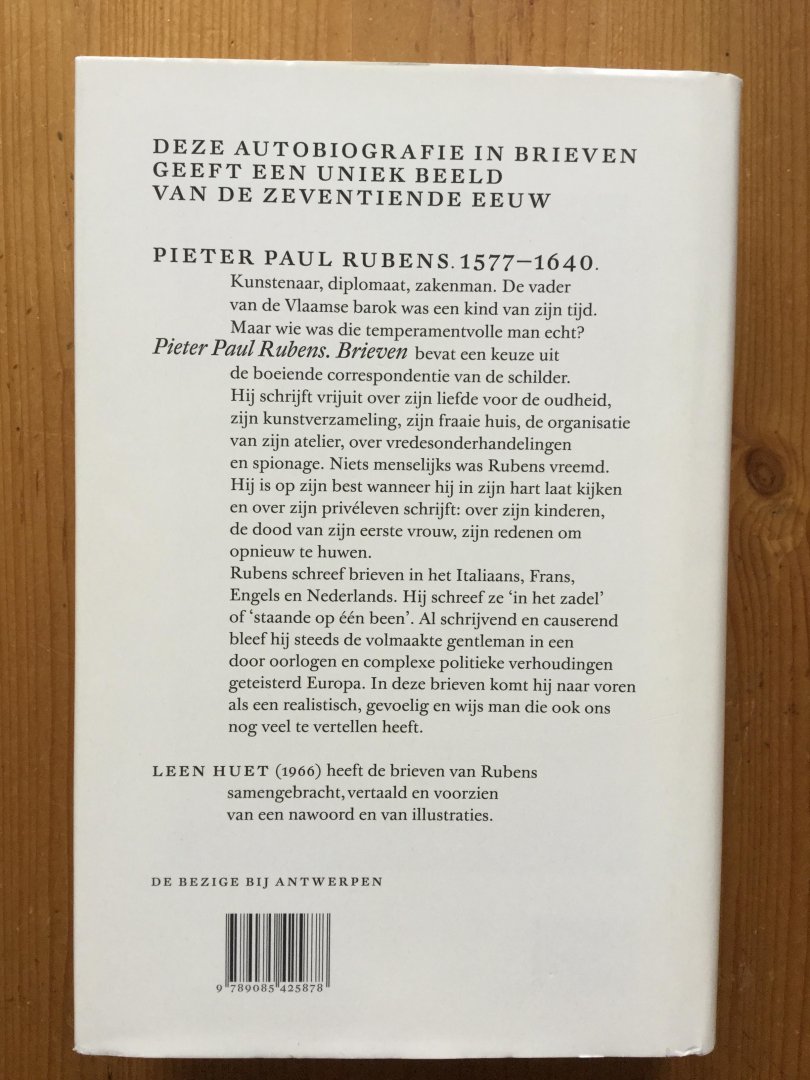 DEZE AUTOBIOGRAFIE IN BRIEVEN
GEEFT EEN UNIEK BEELD
VAN DE ZEVENTIENDE EEUW
PIETER PAUL RUBENS. 1577–1640.
Kunstenaar, diplomaat, zakenman. De vader
van de Vlaamse barok was een kind van zijn tijd.
Maar wie was die temperamentvolle man echt?
Pieter Paul Rubens. Brieven bevat een keuze uit
de boeiende correspondentie van de schilder.
Hij schrijft vrijuit over zijn liefde voor de oudheid,
zijn kunstverzameling, zijn fraaie huis, de organisatie
van zijn atelier, over vredesonderhandelingen
en spionage. Niets menselijks was Rubens vreemd.
Hij is op zijn best wanneer hij in zijn hart laat kijken
en over zijn privéleven schrijft: over zijn kinderen,
de dood van zijn eerste vrouw, zijn redenen om
opnieuw te huwen.
Rubens schreef brieven in het Italiaans, Frans,
Engels en Nederlands. Hij schreef ze ‘in het zadel’
of ‘staande op één been’. Al schrijvend en causerend
bleef hij steeds de volmaakte gentleman in een
door oorlogen en complexe politieke verhoudingen
geteisterd Europa. In deze brieven komt hij naar voren
als een realistisch, gevoelig en wijs man die ook ons
nog veel te vertellen heeft.
LEEN HUET (1966) heeft de brieven van Rubens
samengebracht, vertaald en voorzien
van een nawoord en van illustraties.
DE BEZIGE BIJ ANTWERPEN
9 789085 425878